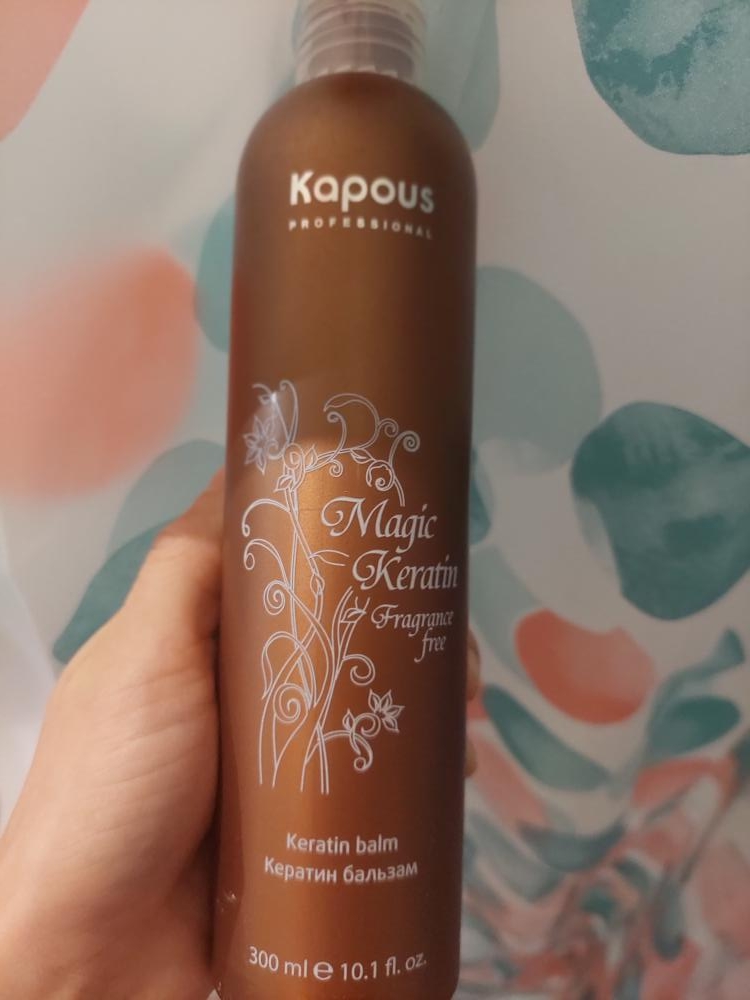 Kapous
PROFESSIONAL
Magic
Keratin
Fragrance
free
Keratin balm
Кератин бальзам
300 ml ℮ 10.1 fl. oz.